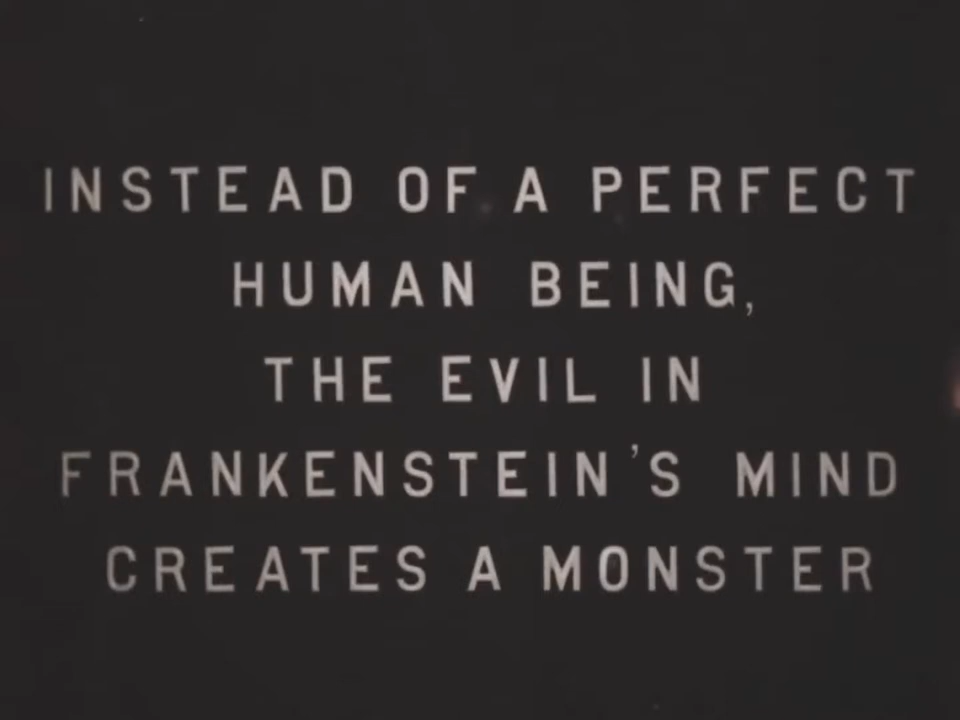 INSTEAD OF A PERFECT
HUMAN BEING,
THE EVIL IN
FRANKENSTEIN'S MIND
CREATES A MONSTER